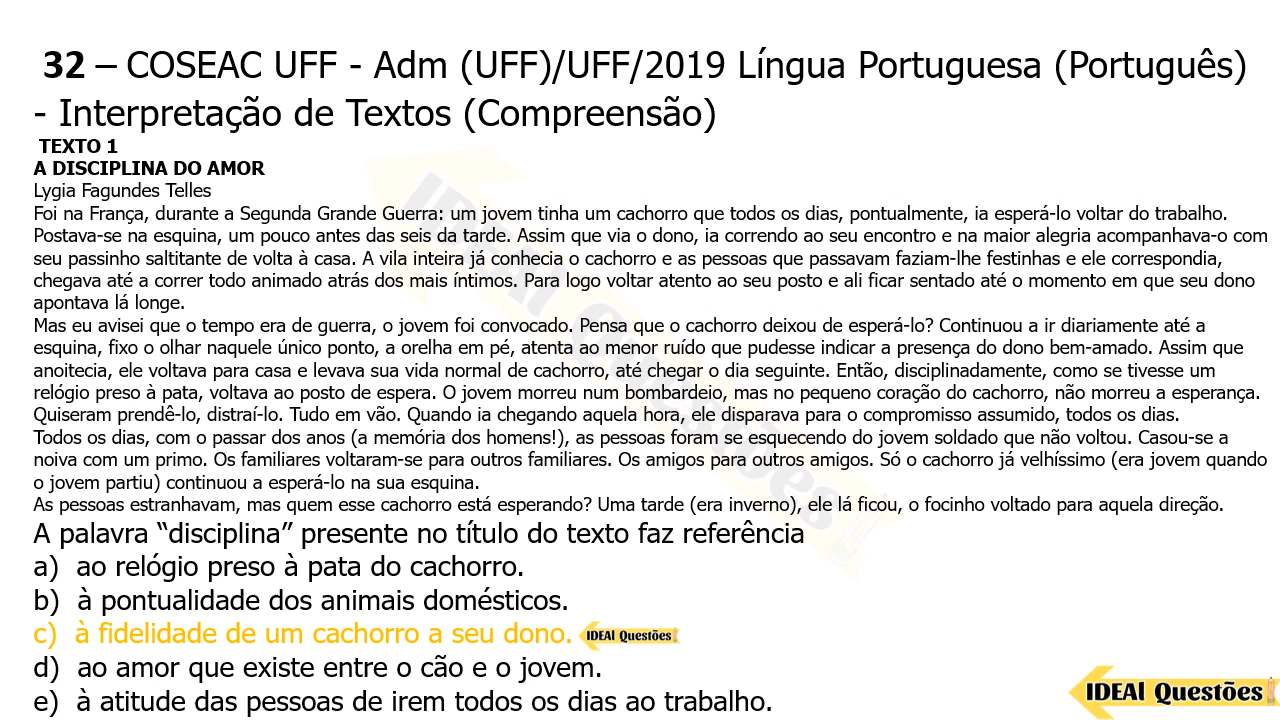 32 – COSEAC UFF - Adm (UFF)/UFF/2019 Língua Portuguesa (Português)
- Interpretação de Textos (Compreensão)
TEXTO 1
A DISCIPLINA DO AMOR
Lygia Fagundes Telles
Foi na França, durante a Segunda Grande Guerra: um jovem tinha um cachorro que todos os dias, pontualmente, ia esperá-lo voltar do trabalho.
Postava-se na esquina, um pouco antes das seis da tarde. Assim que via o dono, ia correndo ao seu encontro e na maior alegria acompanhava-o com
seu passinho saltitante de volta à casa. A vila inteira já conhecia o cachorro e as pessoas que passavam faziam-lhe festinhas e ele correspondia,
chegava até a correr todo animado atrás dos mais íntimos. Para logo voltar atento ao seu posto e ali ficar sentado até o momento em que seu dono
apontava lá longe.
Mas eu avisei que o tempo era de guerra, o jovem foi convocado. Pensa que o cachorro deixou de esperá-lo? Continuou a ir diariamente até a
esquina, fixo o olhar naquele único ponto, a orelha em pé, atenta ao menor ruído que pudesse indicar a presença do dono bem-amado. Assim que
anoitecia, ele voltava para casa e levava sua vida normal de cachorro, até chegar o dia seguinte. Então, disciplinadamente, como se tivesse um
relógio preso à pata, voltava ao posto de espera. O jovem morreu num bombardeio, mas no pequeno coração do cachorro, não morreu a esperança.
Quiseram prendê-lo, distraí-lo. Tudo em vão. Quando ia chegando aquela hora, ele disparava para o compromisso assumido, todos os dias.
Todos os dias, com o passar dos anos (a memória dos homens!), as pessoas foram se esquecendo do jovem soldado que não voltou. Casou-se a
noiva com um primo. Os familiares voltaram-se para outros familiares. Os amigos para outros amigos. Só o cachorro já velhíssimo (era jovem quando
o jovem partiu) continuou a esperá-lo na sua esquina.
As pessoas estranhavam, mas quem esse cachorro está esperando? Uma tarde (era inverno), ele lá ficou, o focinho voltado para aquela direção.
A palavra “disciplina” presente no título do texto faz referência
a) ao relógio preso à pata do cachorro.
b) à pontualidade dos animais domésticos.
c) à fidelidade de um cachorro a seu dono. IDEAl Questões
d) ao amor que existe entre o cão e o jovem.
e) à atitude das pessoas de irem todos os dias ao trabalho.
IDEAl Questões
IDEAl Questões